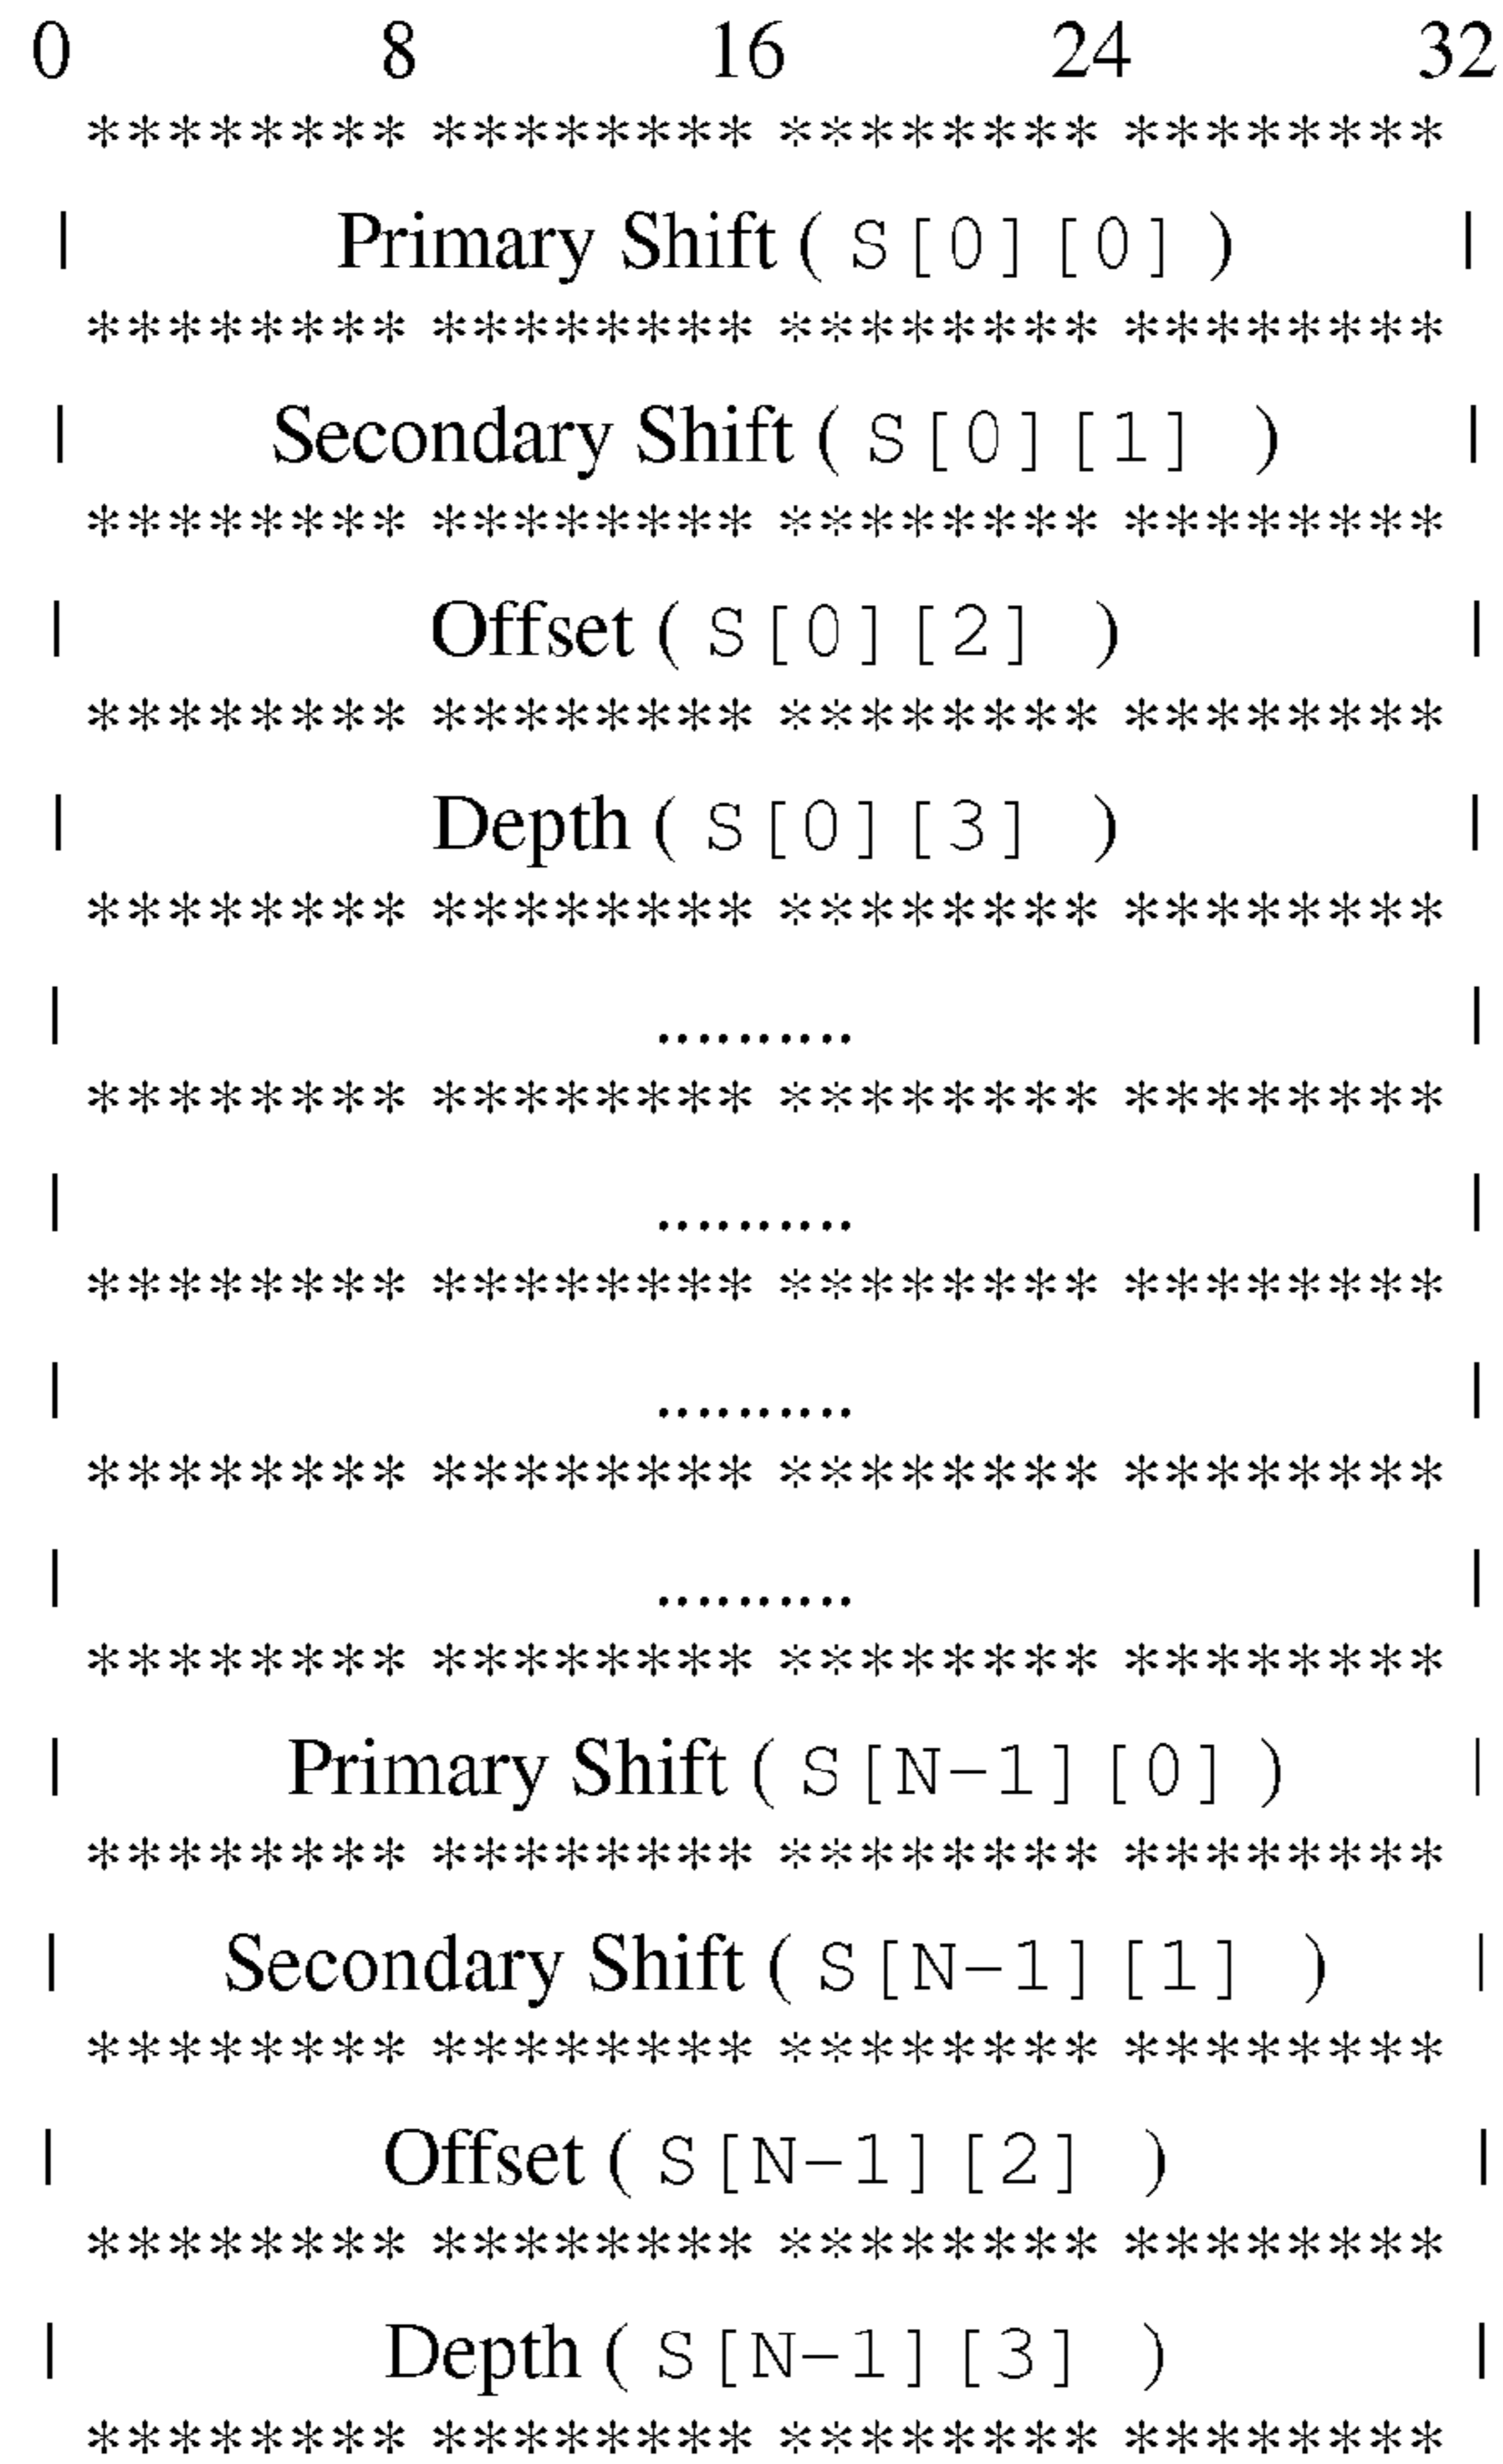 0 8 16 24 32
******** ******** ******** ********
| Primary Shift ( S[0][0] ) |
******** ******** ******** ********
| Secondary Shift ( S[0][1] ) |
******** ******** ******** ********
| Offset ( S[0][2] ) |
******** ******** ******** ********
| Depth ( S[0][3] ) |
******** ******** ******** ********
| .......... |
******** ******** ******** ********
| .......... |
******** ******** ******** ********
| .......... |
******** ******** ******** ********
| .......... |
******** ******** ******** ********
| Primary Shift ( S[N-1][0] ) |
******** ******** ******** ********
| Secondary Shift ( S[N-1][1] ) |
******** ******** ******** ********
| Offset ( S[N-1][2] ) |
******** ******** ******** ********
| Depth ( S[N-1][3] ) |
******** ******** ******** ********